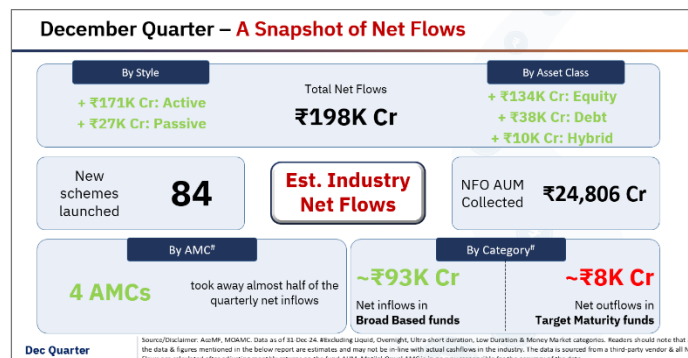 December Quarter – A Snapshot of Net Flows
By Style
+ ₹171K Cr: Active
+ ₹27K Cr: Passive
Total Net Flows
₹198K Cr
By Asset Class
+ ₹134K Cr: Equity
+ ₹38K Cr: Debt
+ ₹10K Cr: Hybrid
New
schemes
launched
84
Est. Industry
Net Flows
NFO AUM
Collected
₹24,806 Cr
By AMC#
4 AMCs
took away almost half of the
quarterly net inflows
By Category#
~₹93K Cr
Net inflows in
Broad Based funds
~₹8K Cr
Net outflows in
Target Maturity funds
Dec Quarter
Source/Disclaimer: AceMF, MOAMC. Data as of 31 Dec 24. #Excluding Liquid, Overnight, Ultra short duration, Low Duration & Money Market categories. Readers should note that
the data & figures mentioned in the below report are estimates and may not be in-line with actual cashflows in the industry. The data is sourced from a third-party vendor & all